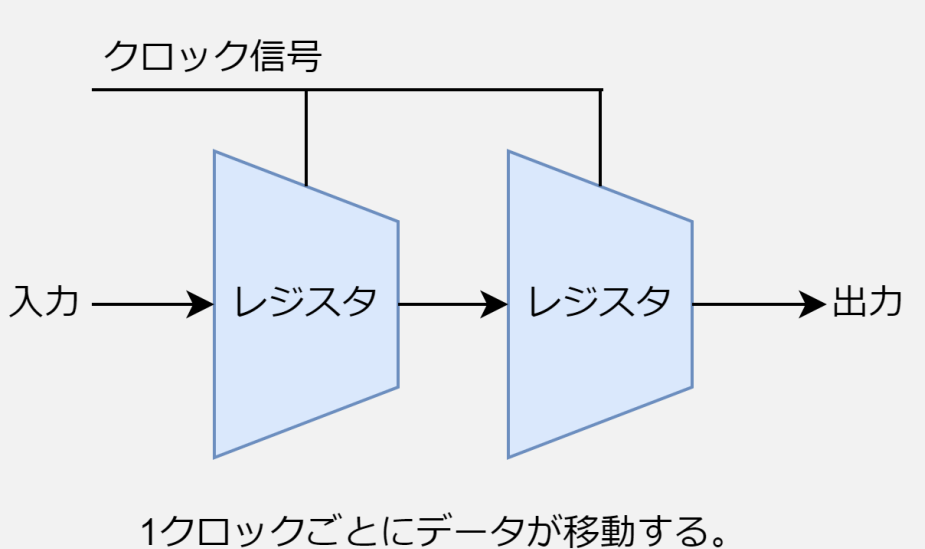 クロック信号
入力
レジスタ
レジスタ
出力
1クロックごとにデータが移動する。